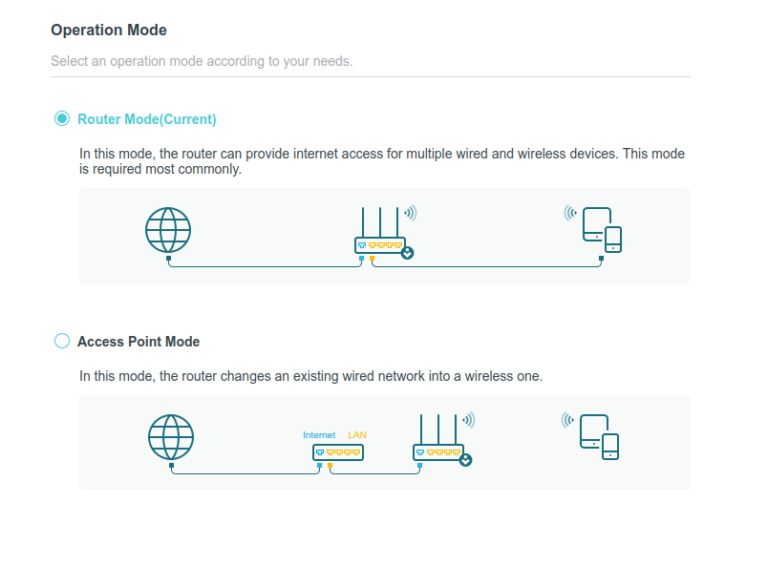 Operation Mode
Select an operation mode according to your needs.
Router Mode(Current)
In this mode, the router can provide internet access for multiple wired and wireless devices. This mode
is required most commonly.
Access Point Mode
In this mode, the router changes an existing wired network into a wireless one.
Internet LAN